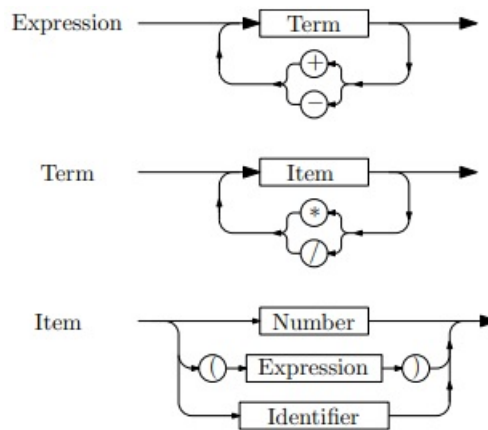 Expression Term
+
−
Term Item
*
/
Item Number
( Expression )
Identifier